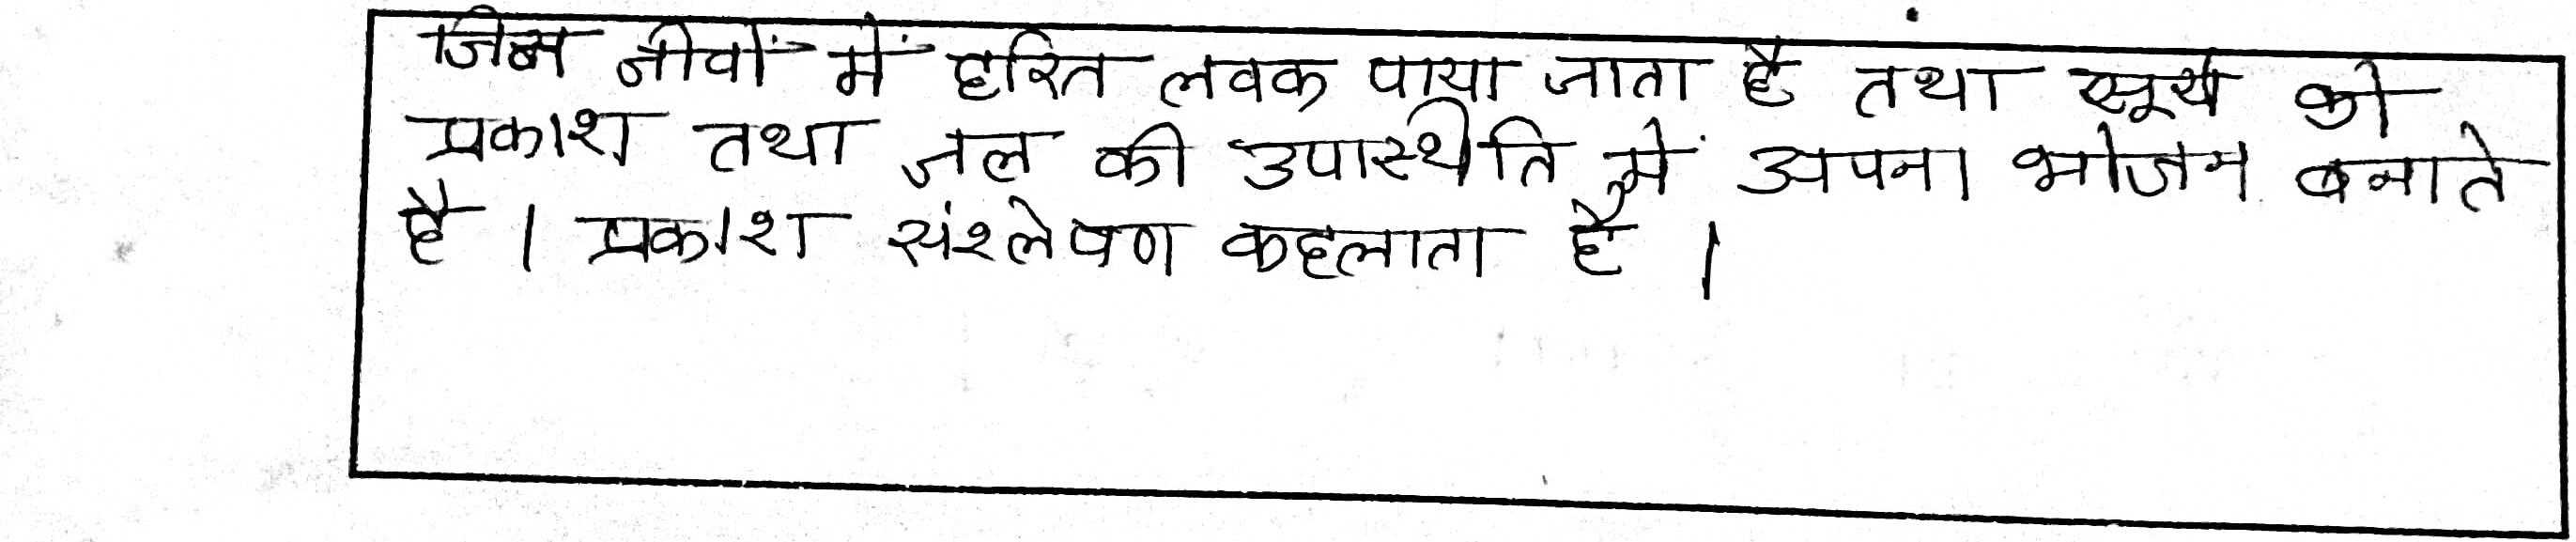 जिन जीवों में हरित लवक पाया जाता है तथा सूर्य की
प्रकाश तथा जल की उपास्थीति में अपना भोजन बनाते
है । प्रकाश संश्लेषण कहलाता है ।